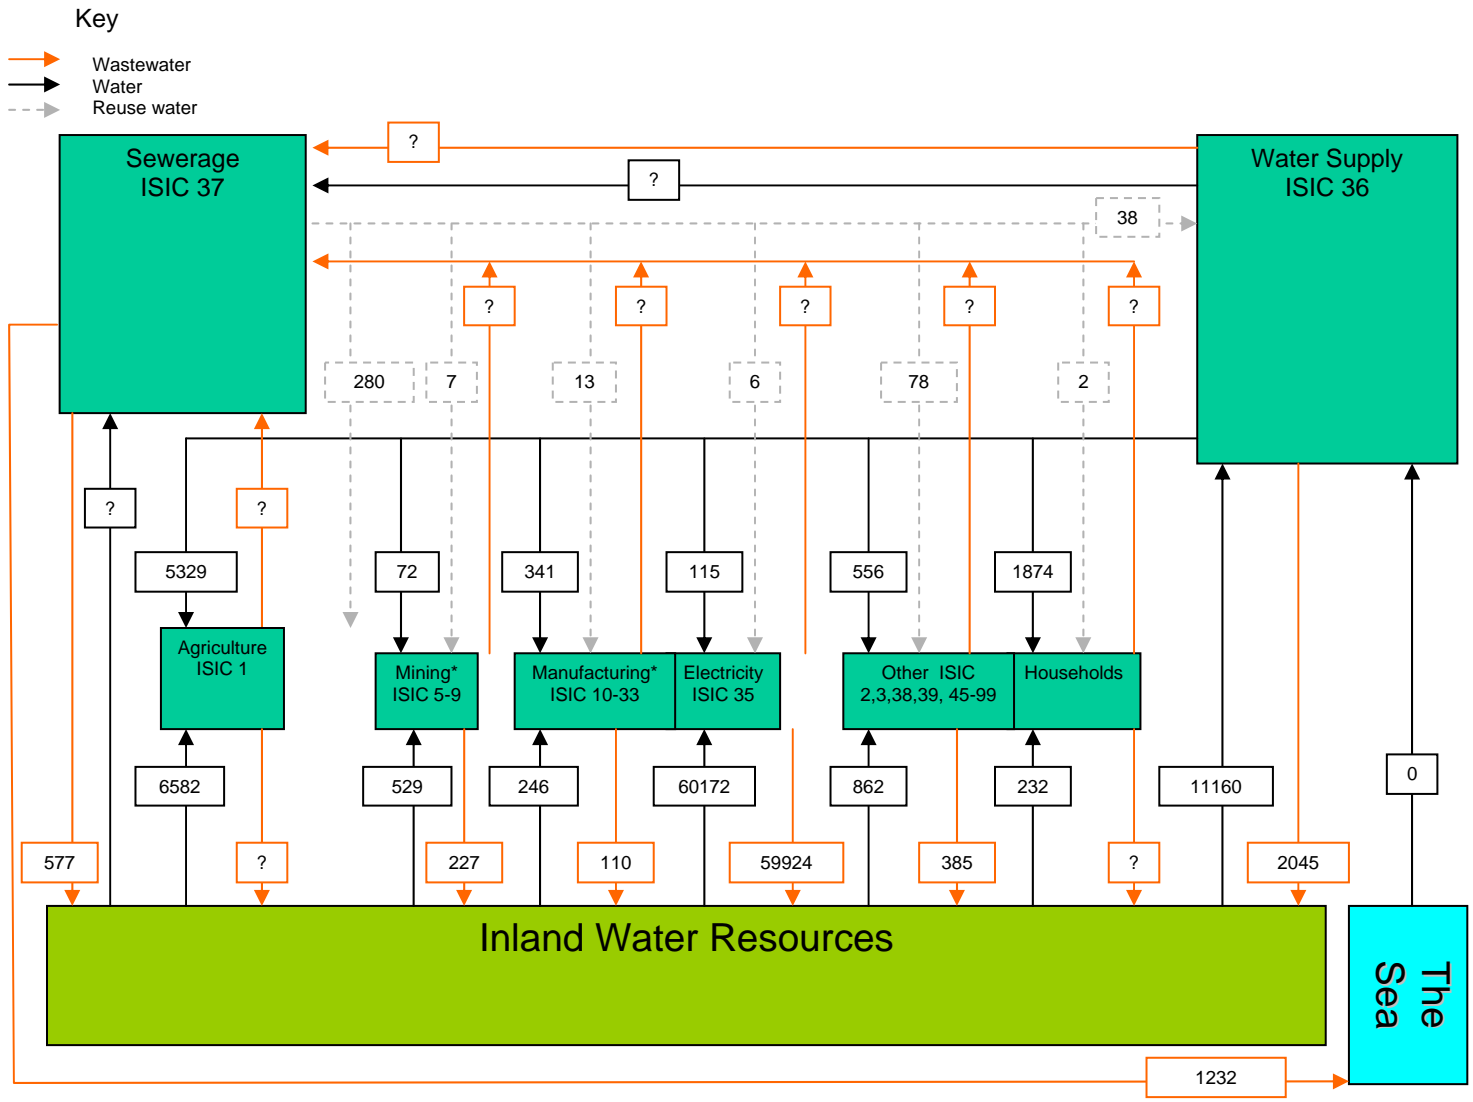 Key
Wastewater
Water
Reuse water
?
Sewerage
ISIC 37
Water Supply
ISIC 36
?
38
?
?
?
?
?
280
7
13
6
78
2
?
?
5329
72
341
115
556
1874
Agriculture
ISIC 1
Mining*
ISIC 5-9
Manufacturing*
ISIC 10-33
Electricity
ISIC 35
Other ISIC
2,3,38,39, 45-99
Households
6582
529
246
60172
862
232
11160
0
577
?
227
110
59924
385
?
2045
Inland Water Resources
The
Sea
1232